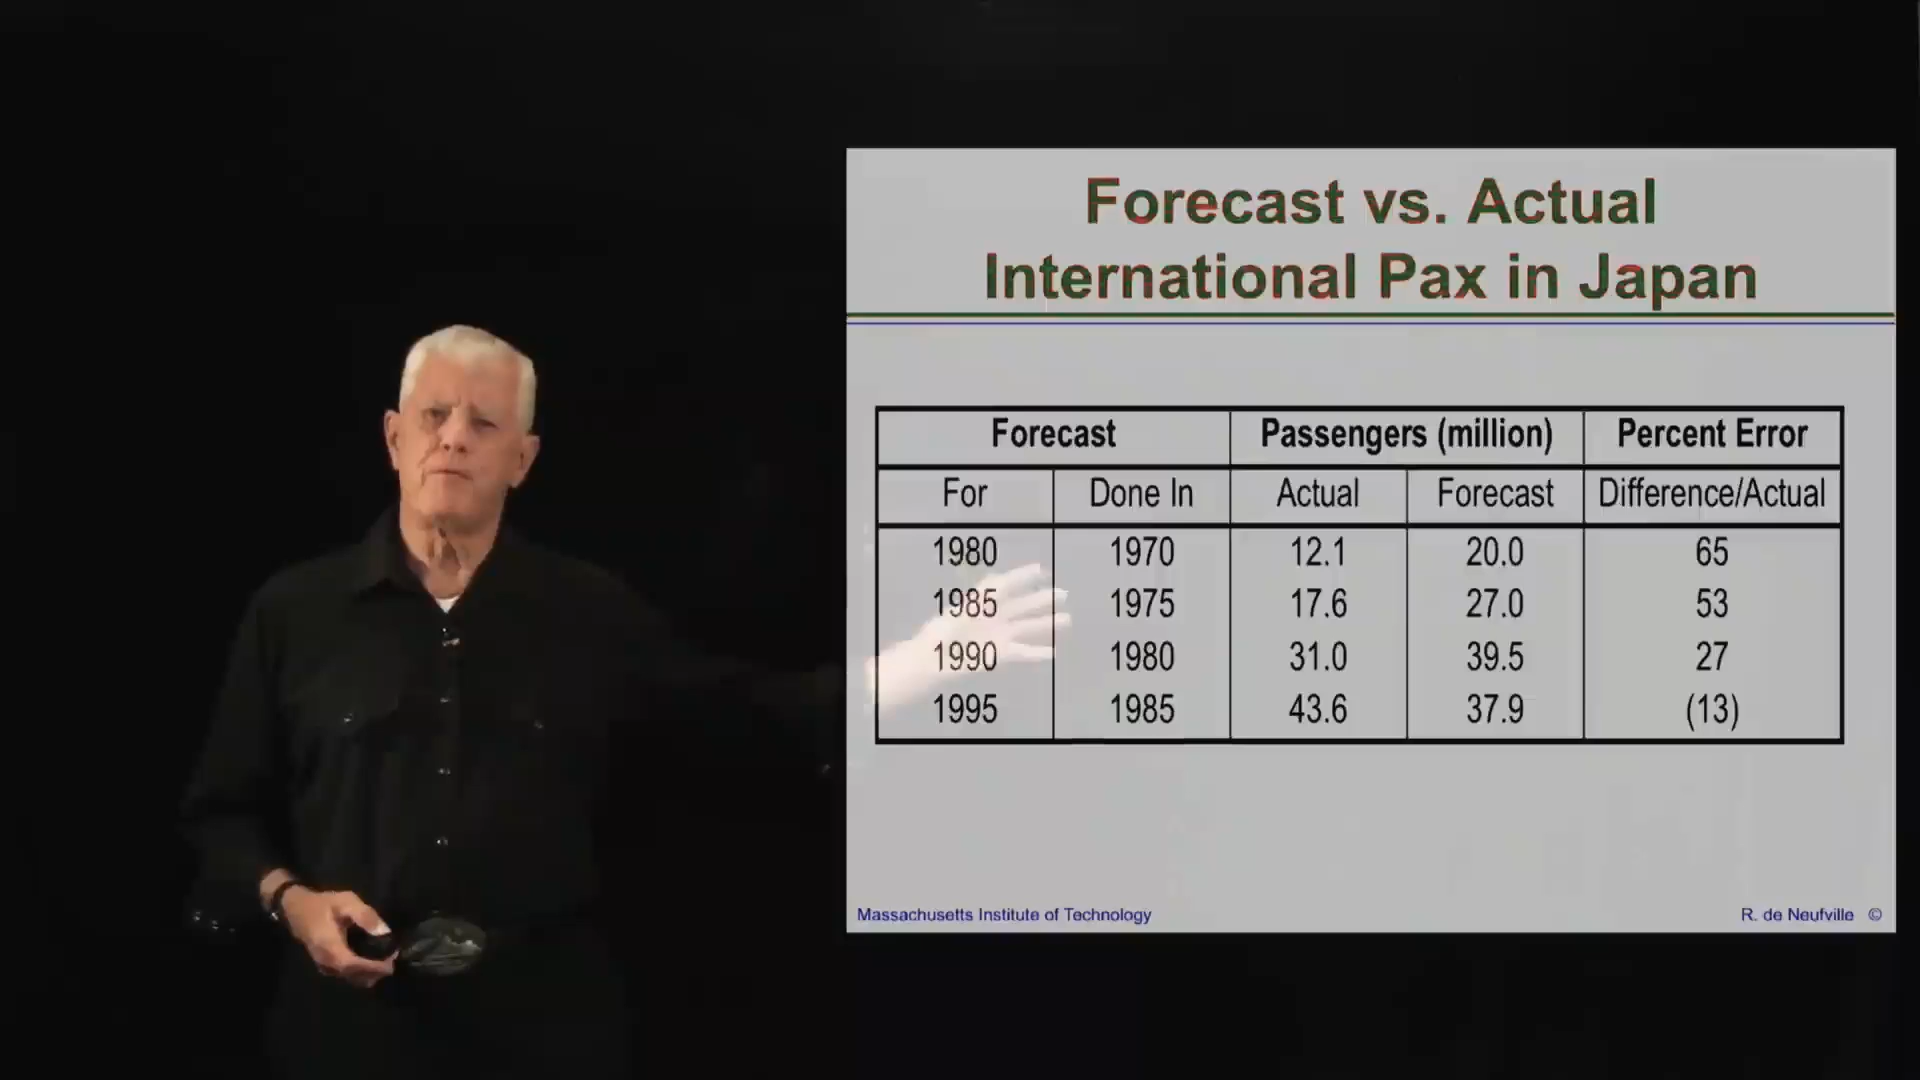 Forecast vs. Actual
International Pax in Japan
Forecast Passengers (million) Percent Error
For Done In Actual Forecast Difference/Actual
1980 1970 12.1 20.0 65
1985 1975 17.6 27.0 53
1990 1980 31.0 39.5 27
1995 1985 43.6 37.9 (13)
Massachusetts Institute of Technology R. de Neufville ©